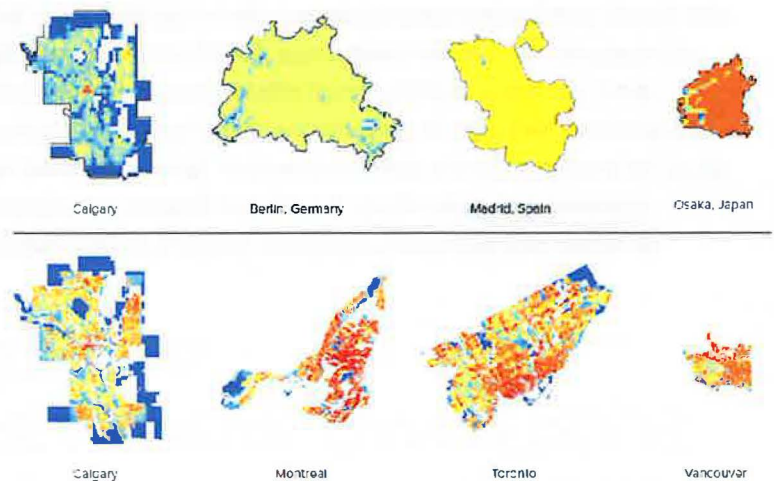 Calgary
Berlin, Germany
Madrid, Spain
Osaka, Japan
Calgary
Montreal
Toronto
Vancouver